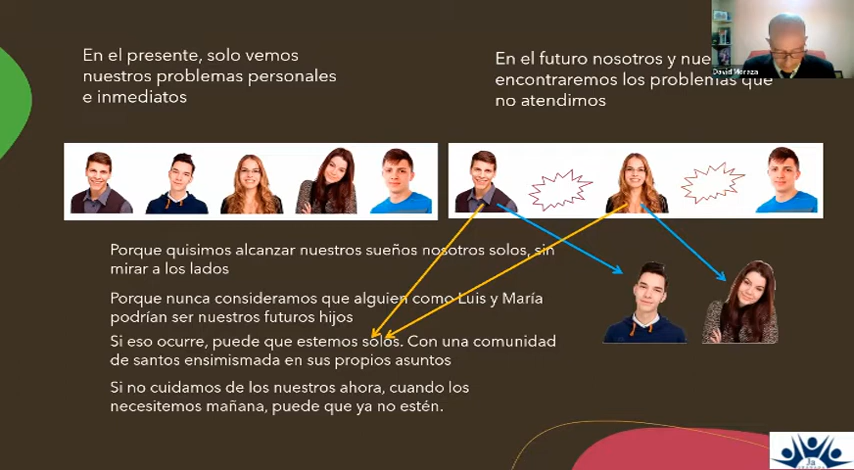 En el presente, solo vemos
nuestros problemas personales
e inmediatos
En el futuro nosotros y
encontraremos los problemas que
no atendimos
David Moraza
Porque quisimos alcanzar nuestros sueños nosotros solos, sin
mirar a los lados
Porque nunca consideramos que alguien como Luis y María
podrían ser nuestros futuros hijos
Si eso ocurre, puede que estemos solos. Con una comunidad
de santos ensimismada en sus propios asuntos
Si no cuidamos de los nuestros ahora, cuando los
necesitemos mañana, puede que ya no estén.